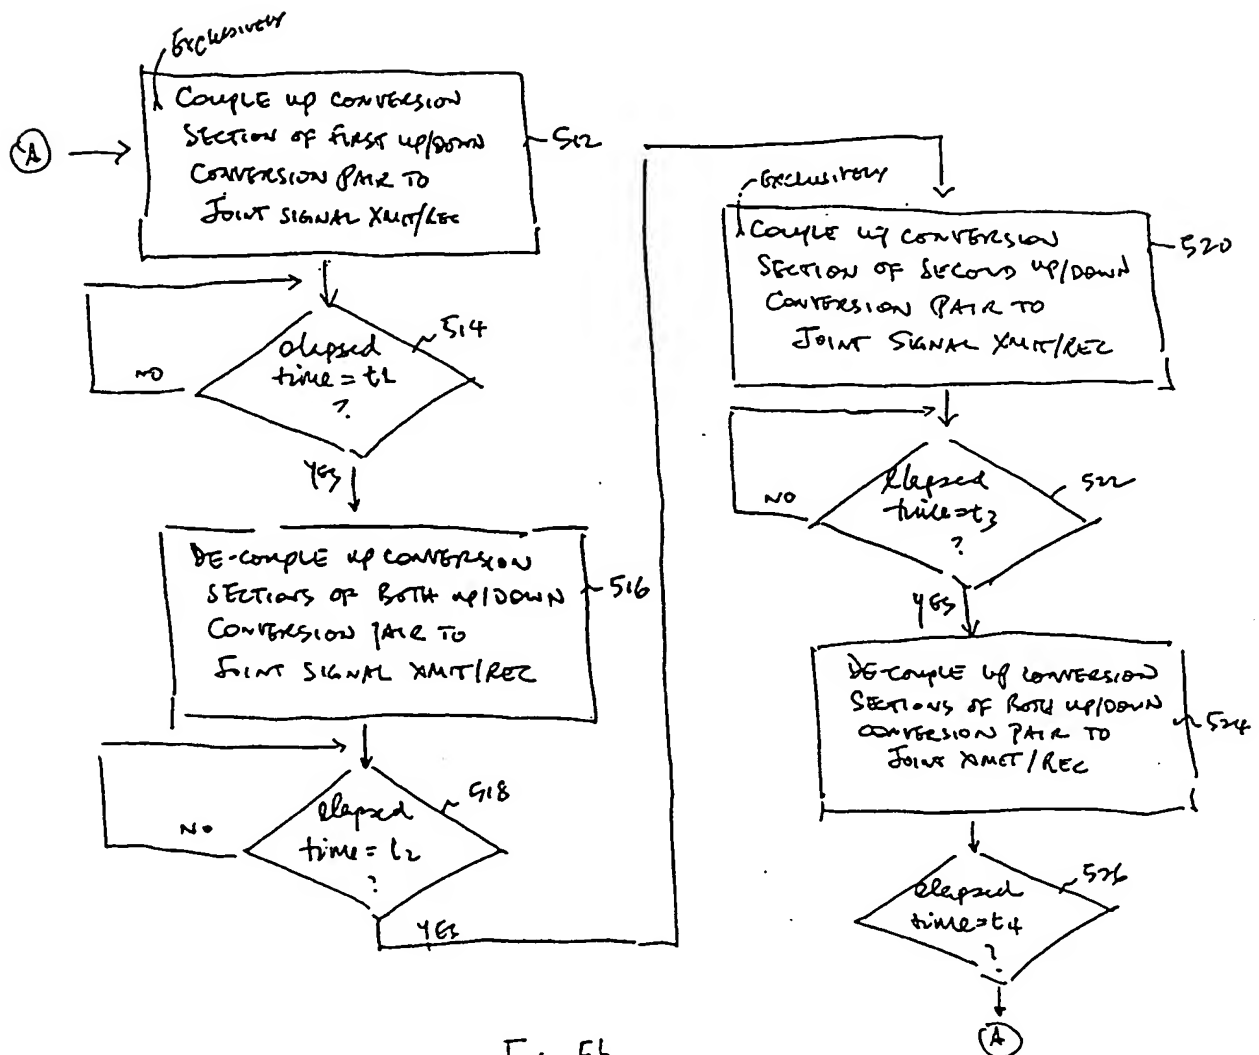 EXCLUSIVELY
A
COUPLE UP CONVERSION
SECTION OF FIRST UP/DOWN
CONVERSION PAIR TO
JOINT SIGNAL XMIT/REC
512
elapsed
time = t1
?
514
NO
YES
DE-COUPLE UP CONVERSION
SECTIONS OF BOTH UP/DOWN
CONVERSION PAIR TO
JOINT SIGNAL XMIT/REC
516
elapsed
time = t2
?
518
NO
YES
EXCLUSIVELY
COUPLE UP CONVERSION
SECTION OF SECOND UP/DOWN
CONVERSION PAIR TO
JOINT SIGNAL XMIT/REC
520
elapsed
time = t3
?
522
NO
YES
DE-COUPLE UP CONVERSION
SECTIONS OF BOTH UP/DOWN
CONVERSION PAIR TO
JOINT XMIT/REC
524
elapsed
time = t4
?
526
A